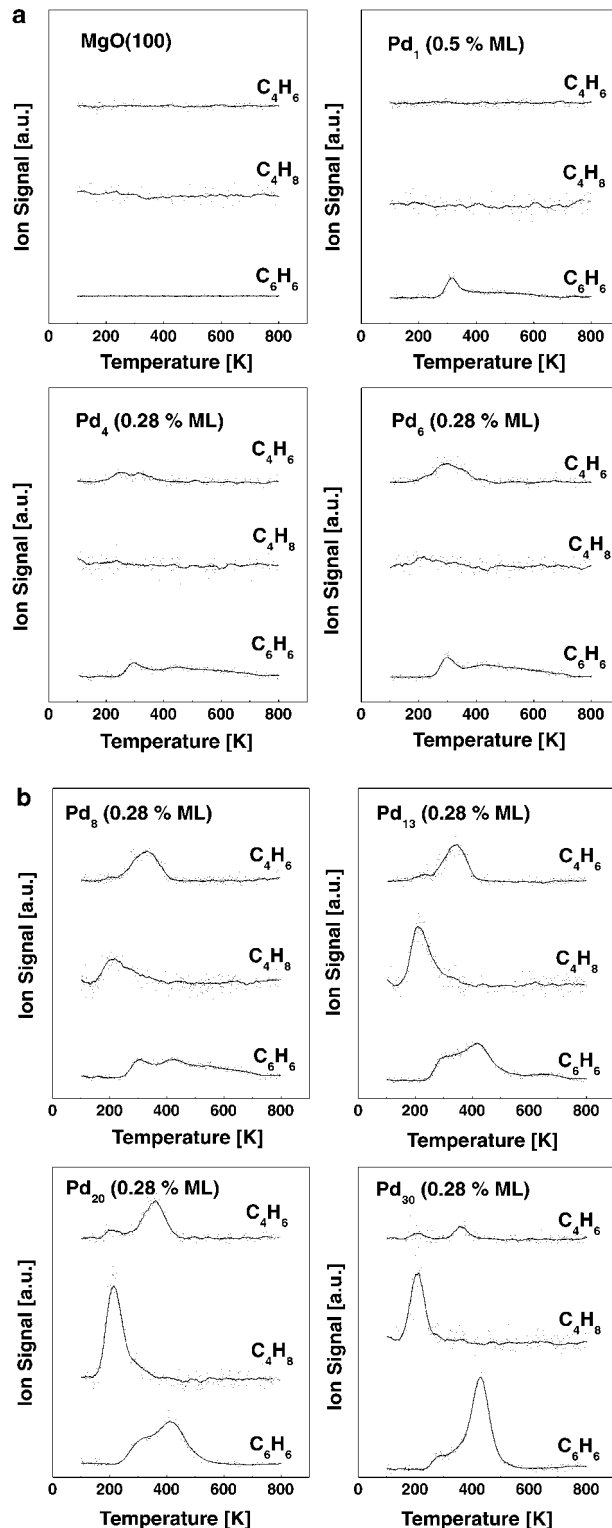 a
MgO(100)
C4H6
C4H8
C6H6
Ion Signal [a.u.]
0 200 400 600 800
Temperature [K]
Pd1 (0.5 % ML)
C4H6
C4H8
C6H6
Ion Signal [a.u.]
0 200 400 600 800
Temperature [K]
Pd4 (0.28 % ML)
C4H6
C4H8
C6H6
Ion Signal [a.u.]
0 200 400 600 800
Temperature [K]
Pd6 (0.28 % ML)
C4H6
C4H8
C6H6
Ion Signal [a.u.]
0 200 400 600 800
Temperature [K]
b
Pd8 (0.28 % ML)
C4H6
C4H8
C6H6
Ion Signal [a.u.]
0 200 400 600 800
Temperature [K]
Pd13 (0.28 % ML)
C4H6
C4H8
C6H6
Ion Signal [a.u.]
0 200 400 600 800
Temperature [K]
Pd20 (0.28 % ML)
C4H6
C4H8
C6H6
Ion Signal [a.u.]
0 200 400 600 800
Temperature [K]
Pd30 (0.28 % ML)
C4H6
C4H8
C6H6
Ion Signal [a.u.]
0 200 400 600 800
Temperature [K]